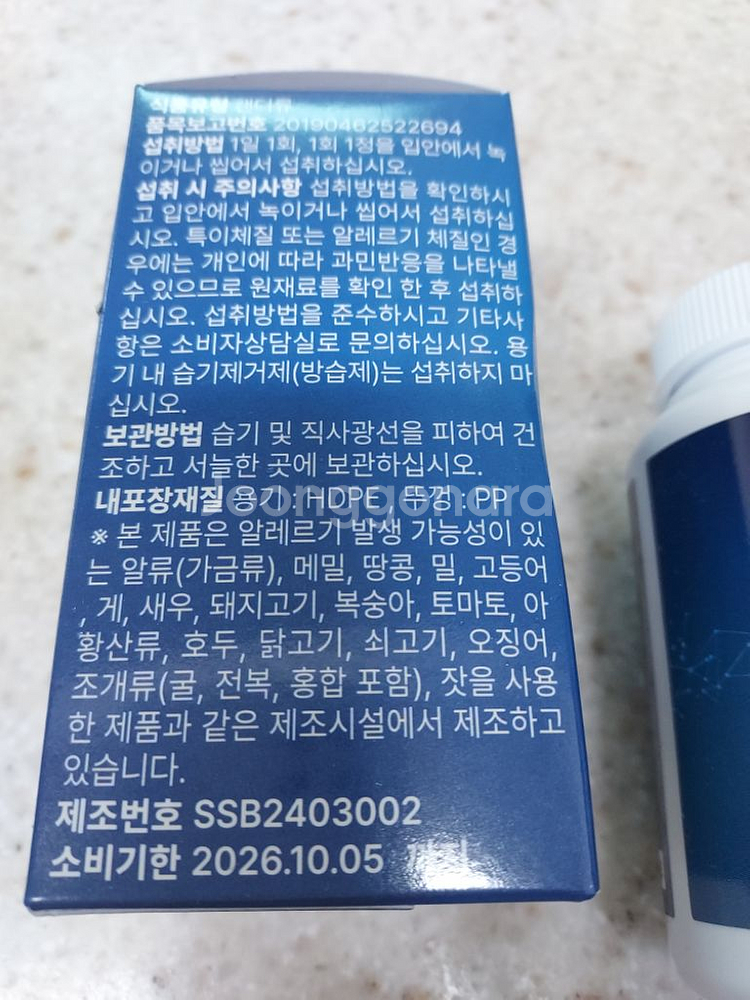 식품유형 캔디류
품목보고번호 20190462522694
섭취방법 1일 1회, 1회 1정을 입안에서 녹
이거나 씹어서 섭취하십시오.
섭취 시 주의사항 섭취방법을 확인하시
고 입안에서 녹이거나 씹어서 섭취하십
시오. 특이체질 또는 알레르기 체질인 경
우에는 개인에 따라 과민반응을 나타낼
수 있으므로 원재료를 확인 한 후 섭취하
십시오. 섭취방법을 준수하시고 기타사
항은 소비자상담실로 문의하십시오. 용
기 내 습기제거제(방습제)는 섭취하지 마
십시오.
보관방법 습기 및 직사광선을 피하여 건
조하고 서늘한 곳에 보관하십시오.
내포장재질 용기 : HDPE, 뚜껑 : PP
joonggonara
※ 본 제품은 알레르기 발생 가능성이 있
는 알류(가금류), 메밀, 땅콩, 밀, 고등어
, 게, 새우, 돼지고기, 복숭아, 토마토, 아
황산류, 호두, 닭고기, 쇠고기, 오징어,
조개류(굴, 전복, 홍합 포함), 잣을 사용
한 제품과 같은 제조시설에서 제조하고
있습니다.
제조번호 SSB2403002
소비기한 2026.10.05 까지